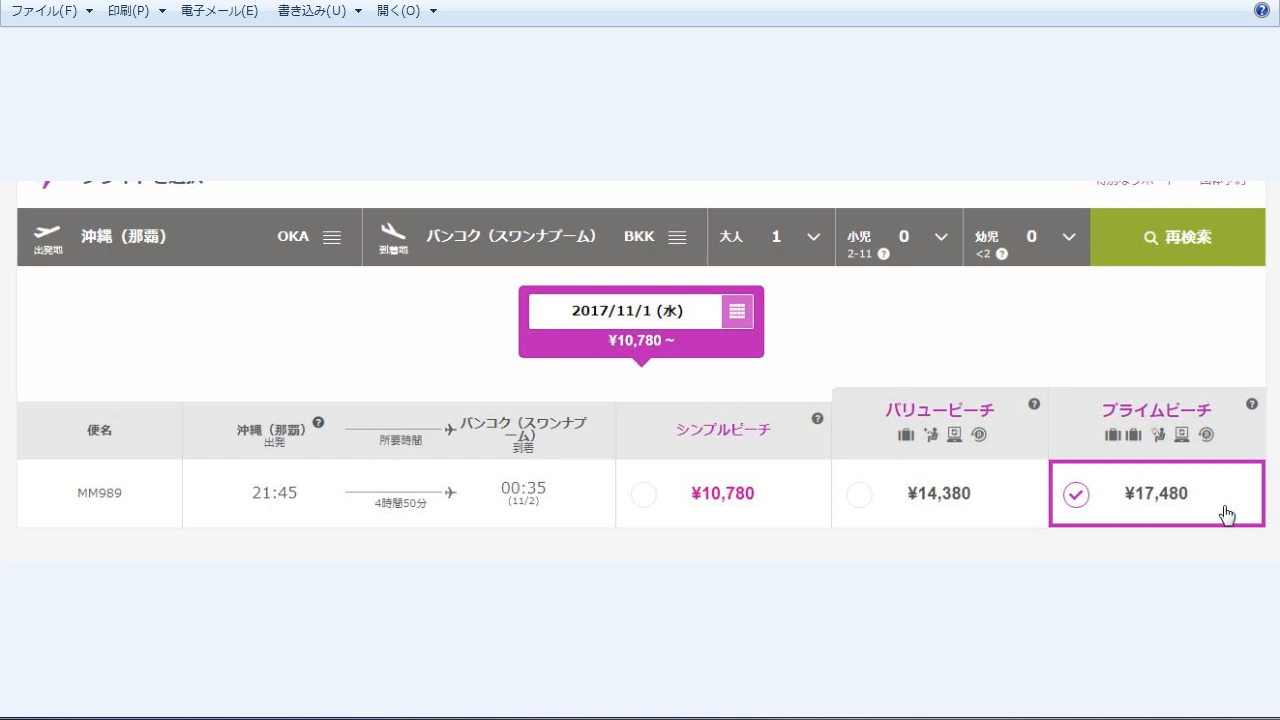 ファイル(F) 印刷(P) 電子メール(E) 書き込み(U) 開く(O)
出発地 沖縄（那覇） OKA
到着地 バンコク（スワンナプーム） BKK
大人 1
小児 2-11 0
幼児 <2 0
再検索
2017/11/1 (水)
¥10,780 ~
便名
沖縄（那覇）
出発
所要時間
バンコク（スワンナプ
ーム）
到着
シンプルピーチ
バリューピーチ
プライムピーチ
MM989
21:45
4時間50分
00:35
(11/2)
¥10,780
¥14,380
¥17,480